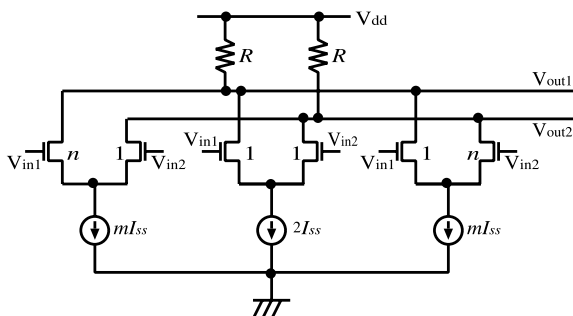 Vdd
R R
Vout1
Vout2
Vin1 n 1 Vin2 Vin1 1 1 Vin2 Vin1 1 n Vin2
mIss 2Iss mIss